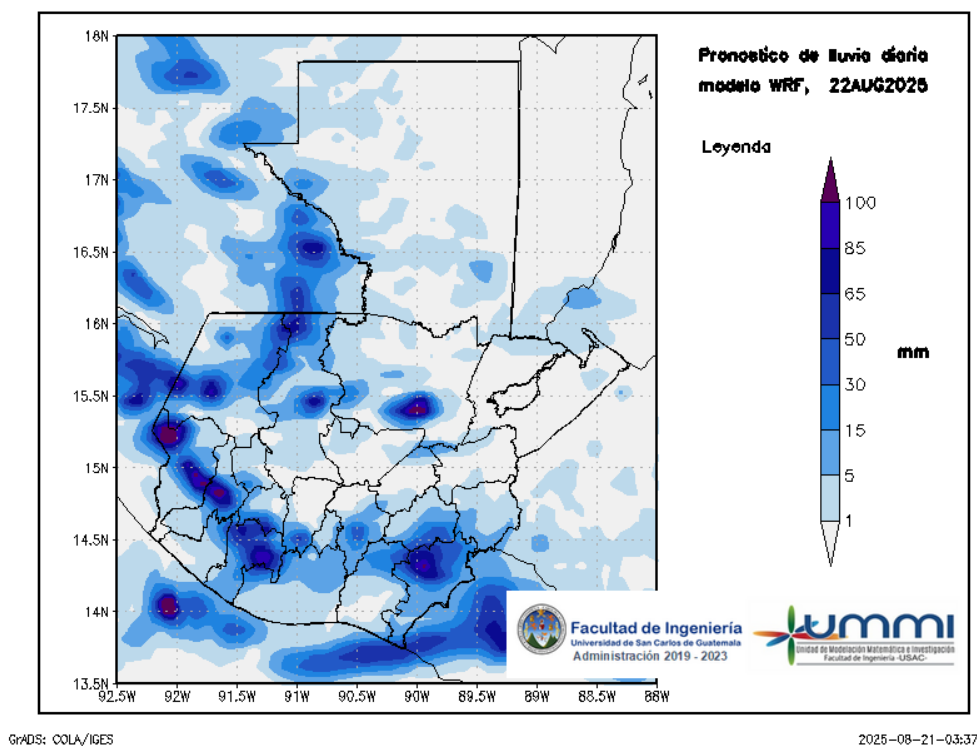 Pronostico de lluvia diaria
modelo WRF, 22AUG2025
Leyenda
100
85
65
50
30
15
5
1
mm
18N
17.5N
17N
16.5N
16N
15.5N
15N
14.5N
14N
13.5N
92.5W 92W 91.5W 91W 90.5W 90W 89.5W 89W 88.5W 88W
Facultad de Ingeniería
Universidad de San Carlos de Guatemala
Administración 2019 - 2023
ummi
Unidad de Modelación Matemática e Investigación
Facultad de Ingeniería -USAC-
GrADS: COLA/IGES
2025-08-21-03:37